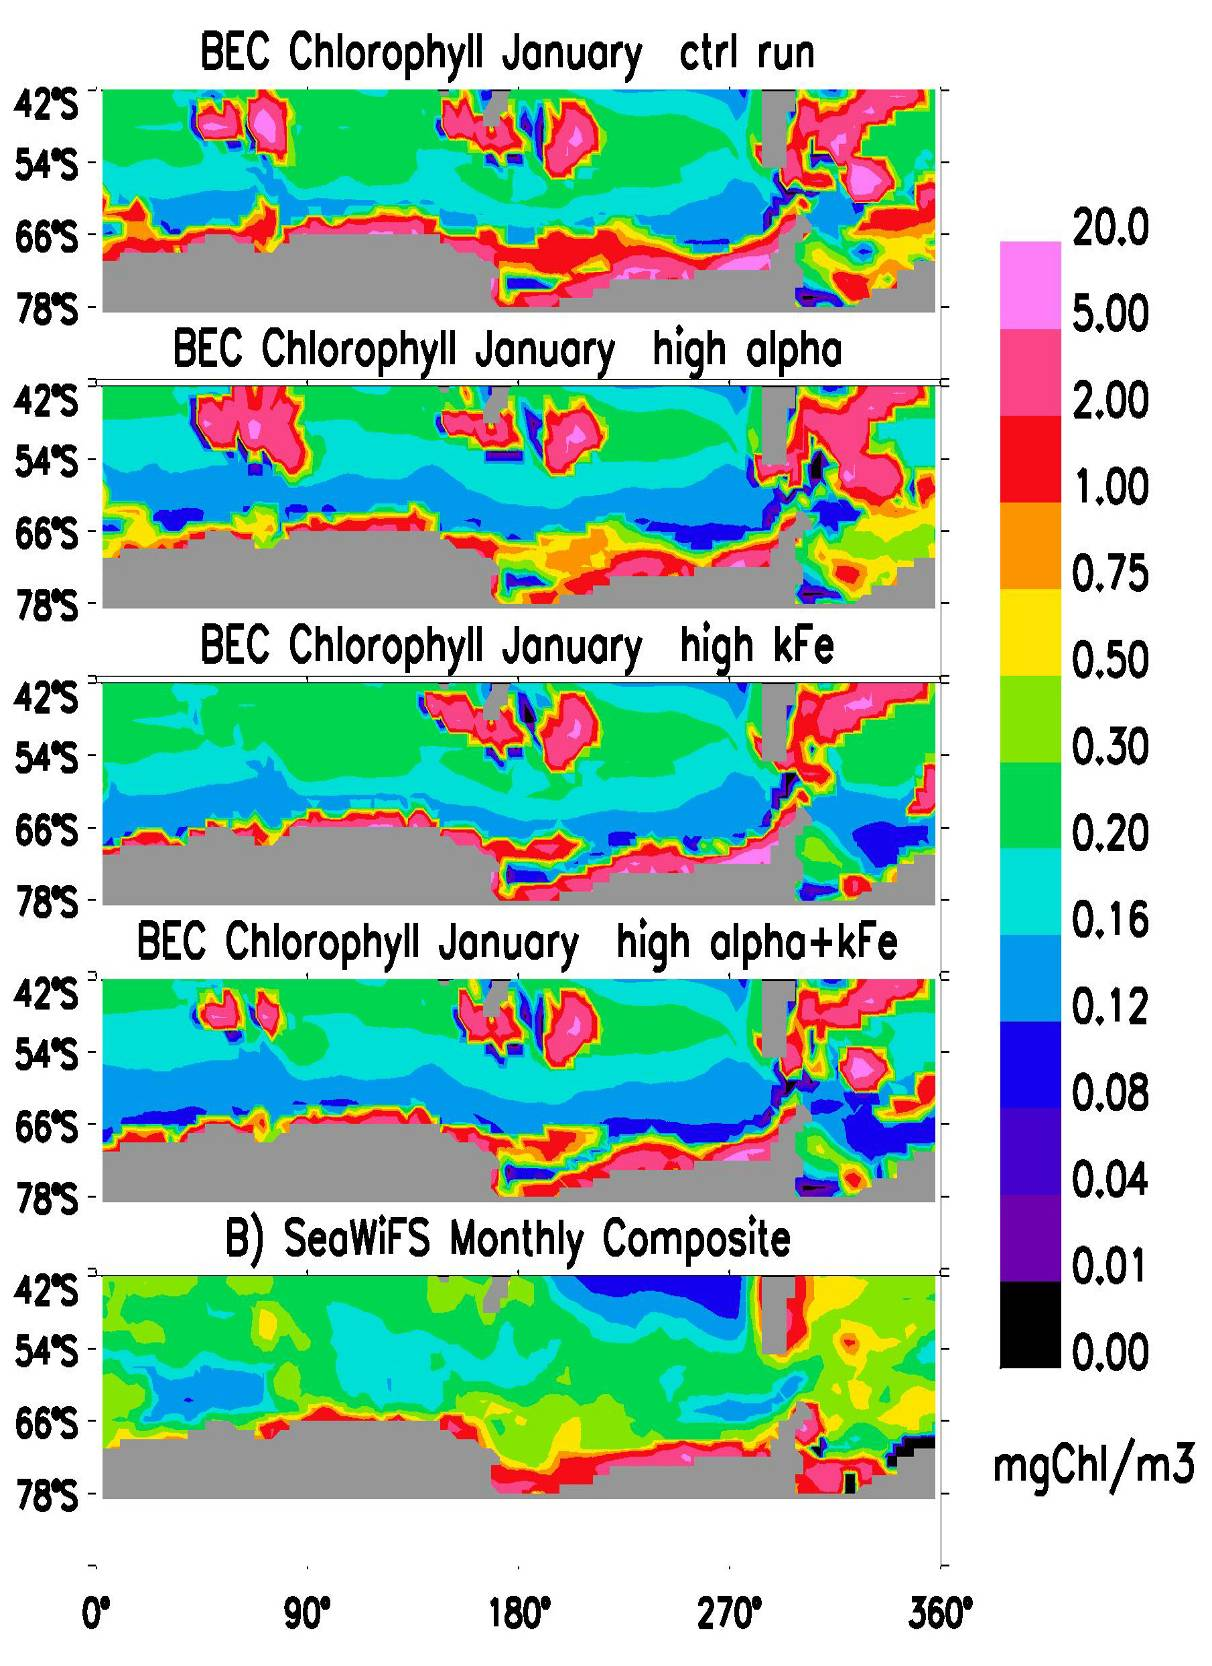 BEC Chlorophyll January ctrl run
42°S
54°S
66°S
78°S
BEC Chlorophyll January high alpha
42°S
54°S
66°S
78°S
BEC Chlorophyll January high kFe
42°S
54°S
66°S
78°S
BEC Chlorophyll January high alpha+kFe
42°S
54°S
66°S
78°S
B) SeaWiFS Monthly Composite
42°S
54°S
66°S
78°S
0° 90° 180° 270° 360°
20.0
5.00
2.00
1.00
0.75
0.50
0.30
0.20
0.16
0.12
0.08
0.04
0.01
0.00
mgChl/m3